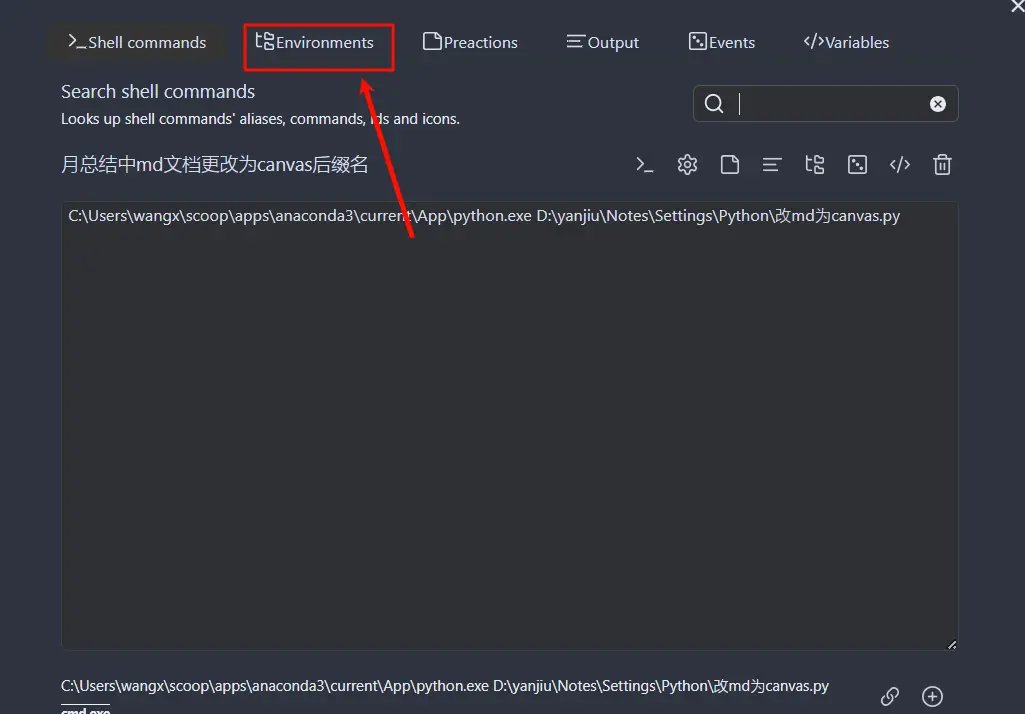 Shell commands Environments Preactions Output Events Variables
Search shell commands
Looks up shell commands' aliases, commands, ids and icons.
月总结中md文档更改为canvas后缀名
C:\Users\wangx\scoop\apps\anaconda3\current\App\python.exe D:\yanjiu\Notes\Settings\Python\改md为canvas.py
C:\Users\wangx\scoop\apps\anaconda3\current\App\python.exe D:\yanjiu\Notes\Settings\Python\改md为canvas.py
cmd.exe